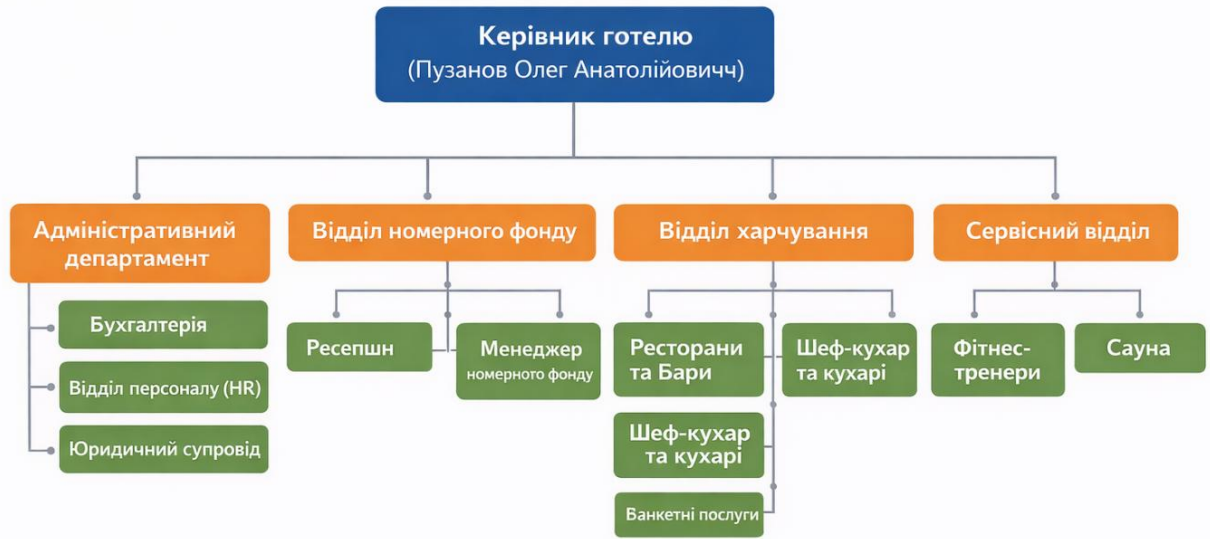 Керівник готелю
(Пузанов Олег Анатолійовичч)
Адміністративний
департамент
Відділ номерного фонду
Відділ харчування
Сервісний відділ
Бухгалтерія
Відділ персоналу (HR)
Юридичний супровід
Ресепшн
Менеджер
номерного фонду
Ресторани
та Бари
Шеф-кухар
та кухарі
Шеф-кухар
та кухарі
Ванкетні послуги
Фітнес-
тренери
Сауна